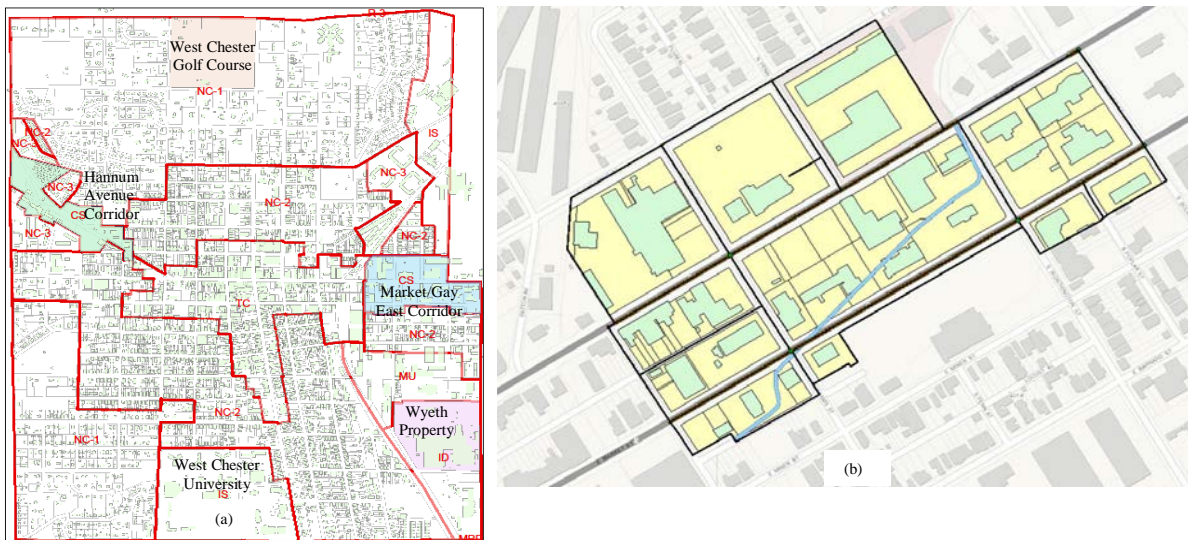 R-3
West Chester
Golf Course
NC-1
IS
NC-2
NC-3
NC-3
Hannum
Avenue
Corridor
NC-3
CS
NC-2
NC-3
NC-2
CS
TC
Market/Gay
East Corridor
NC-2
MU
NC-2
Wyeth
Property
NC-1
ID
West Chester
University
IS
(a)
(b)